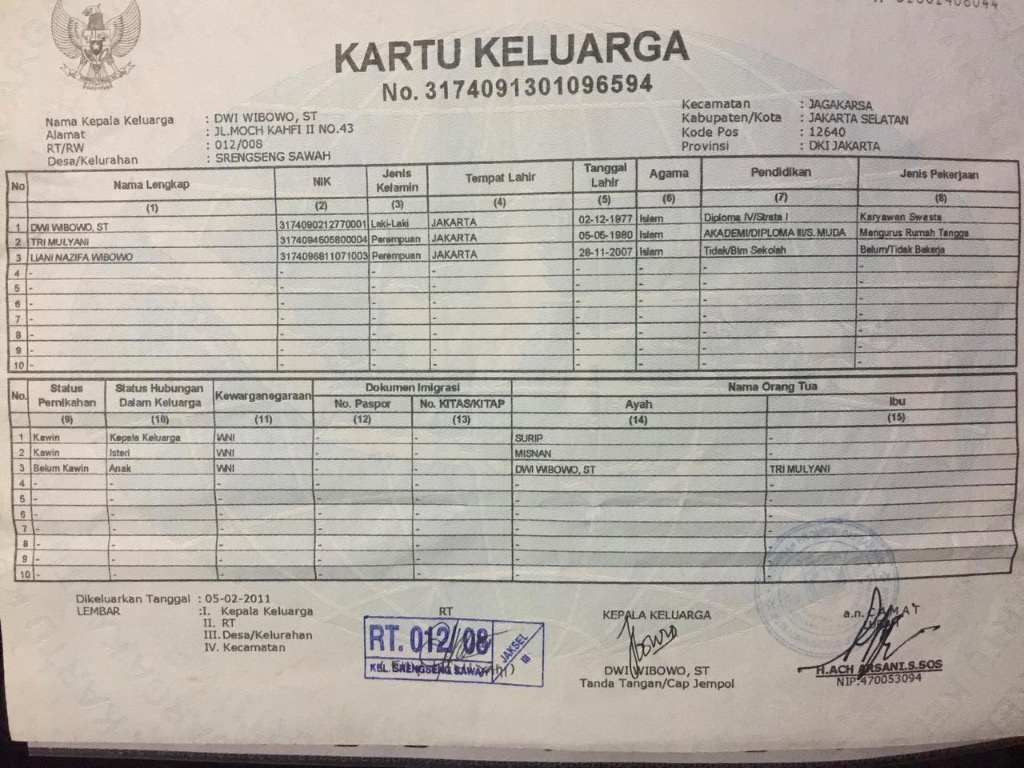 KARTU KELUARGA
No. 3174091301096594
Nama Kepala Keluarga : DWI WIBOWO, ST
Alamat : JL.MOCH KAHFI II NO.43
RT/RW : 012/008
Desa/Kelurahan : SRENGSENG SAWAH
Kecamatan : JAGAKARSA
Kabupaten/Kota : JAKARTA SELATAN
Kode Pos : 12640
Provinsi : DKI JAKARTA
No Nama Lengkap NIK Jenis Kelamin Tempat Lahir Tanggal Lahir Agama Pendidikan Jenis Pekerjaan
(1) (2) (3) (4) (5) (6) (7) (8)
1 DWI WIBOWO, ST 3174090212770001 Laki-Laki JAKARTA 02-12-1977 Islam Diploma IV/Strata I Karyawan Swasta
2 TRI MULYANI 3174094605800004 Perempuan JAKARTA 05-06-1980 Islam AKADEMI/DIPLOMA III/S. MUDA Mengurus Rumah Tangga
3 LIANI NAZIFA WIBOWO 3174096811071003 Perempuan JAKARTA 28-11-2007 Islam Tidak/Blm Sekolah Belum/Tidak Bekerja
4 - - - - - - - -
5 - - - - - - - -
6 - - - - - - - -
7 - - - - - - - -
8 - - - - - - - -
9 - - - - - - - -
10 - - - - - - - -
No. Status Pernikahan Status Hubungan Dalam Keluarga Kewarganegaraan Dokumen Imigrasi Nama Orang Tua
No. Paspor No. KITAS/KITAP Ayah Ibu
(9) (10) (11) (12) (13) (14) (15)
1 Kawin Kepala Keluarga WNI - - SURIP -
2 Kawin Isteri WNI - - MISNAN -
3 Belum Kawin Anak WNI - - DWI WIBOWO, ST TRI MULYANI
4 - - - - - - -
5 - - - - - - -
6 - - - - - - -
7 - - - - - - -
8 - - - - - - -
9 - - - - - - -
10 - - - - - - -
Dikeluarkan Tanggal : 05-02-2011
LEMBAR :I. Kepala Keluarga
II. RT
III. Desa/Kelurahan
IV. Kecamatan
RT
RT. 012/08
KEL. SRENGSENG SAWAH
JAKSEL
KEPALA KELUARGA
DWI WIBOWO, ST
Tanda Tangan/Cap Jempol
a.n. CAMAT
H.ACH ARSANI.S.SOS
NIP.470053094